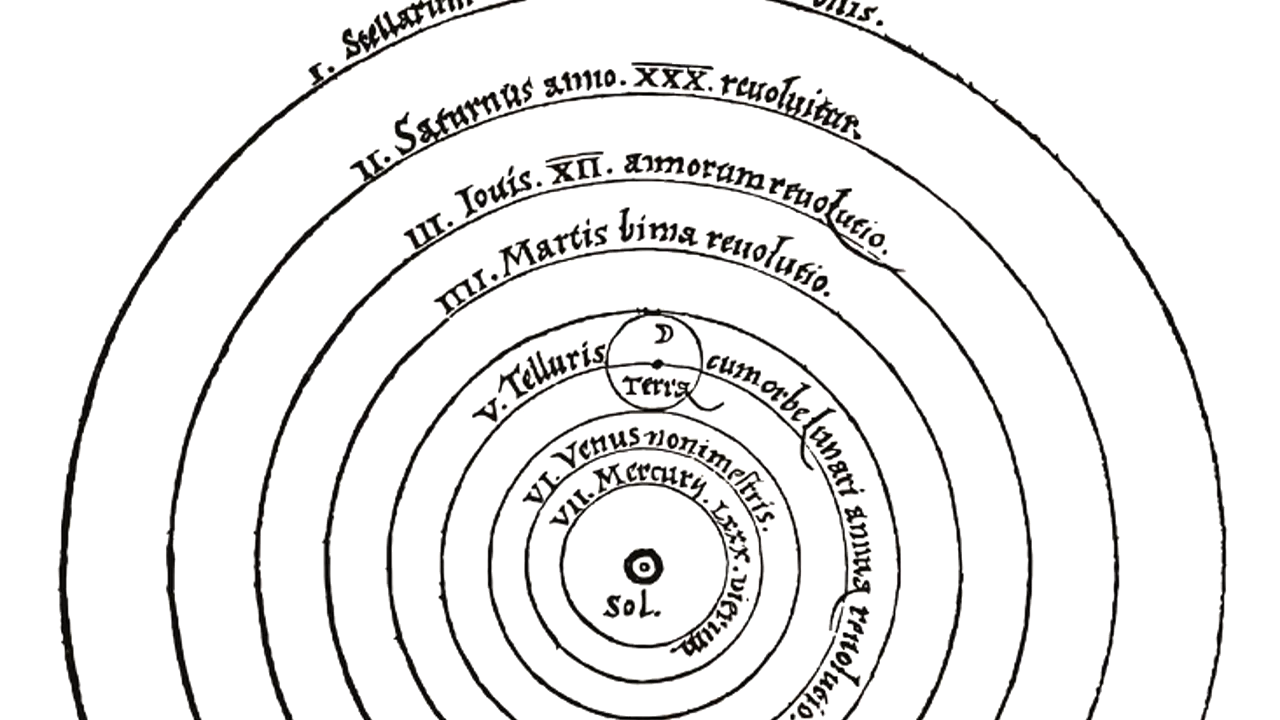 I. Stellarum
II. Saturnus anno. XXX. reuoluitur.
III. Iouis. XII. annorum reuolutio.
IIII. Martis bima reuolutio.
V. Telluris cum orbe lunari annua reuolutio.
Terra
VI. Venus nonimestris.
VII. Mercurij. LXXX. dierum
Sol.